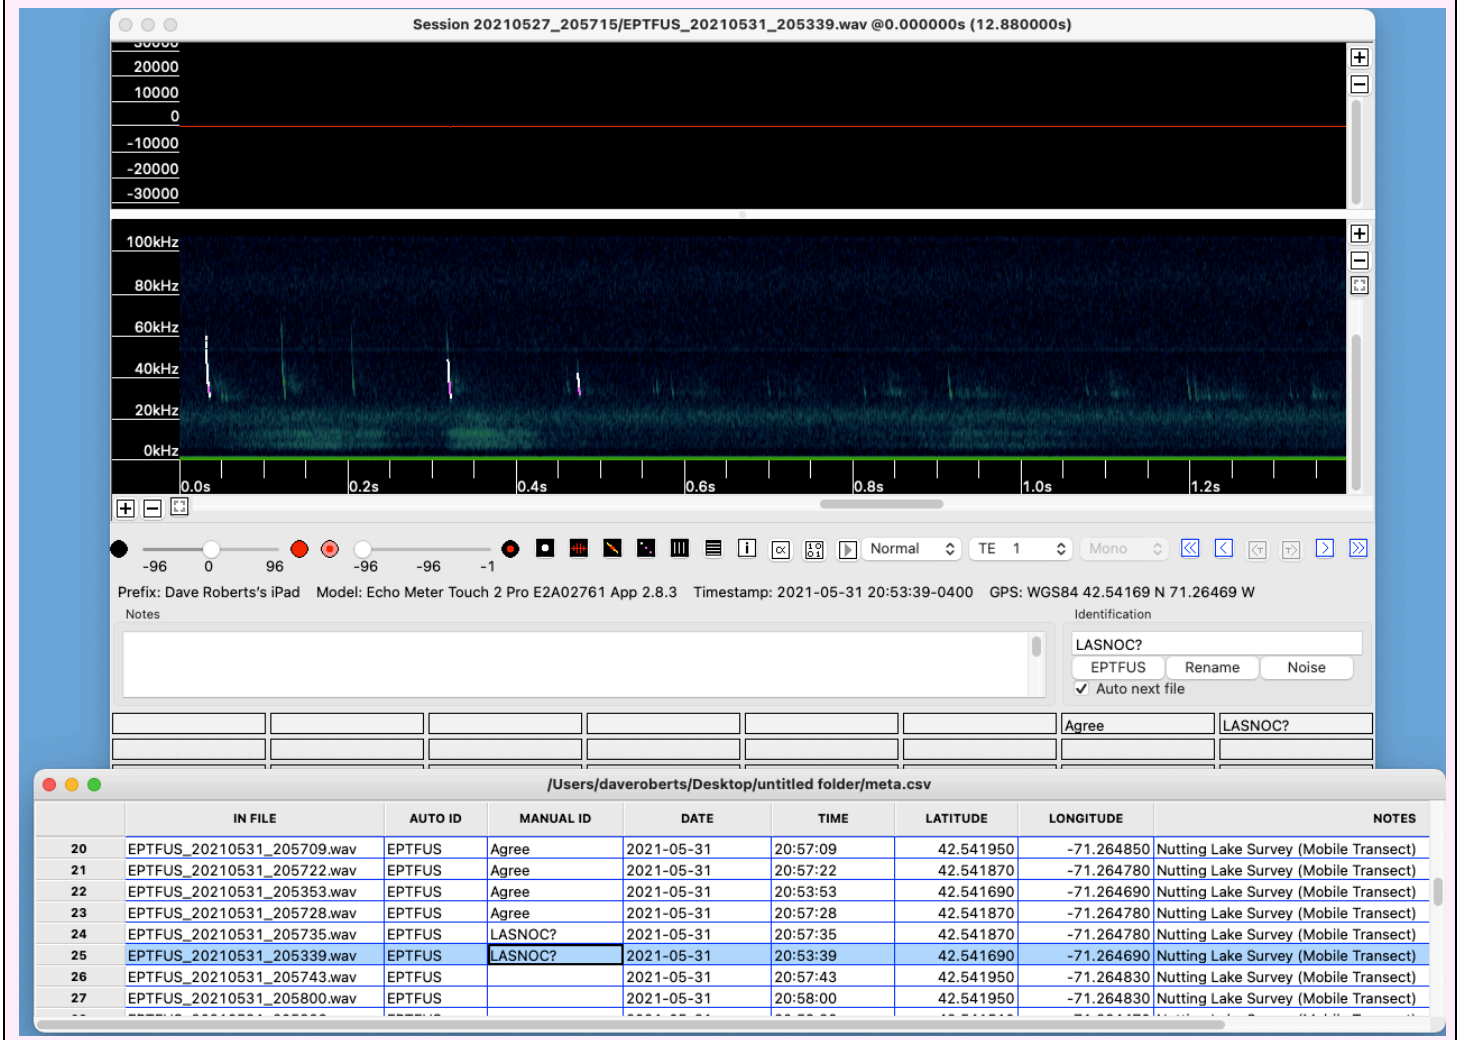 Session 20210527_205715/EPTFUS_20210531_205339.wav @0.000000s (12.880000s)
30000
20000
10000
0
-10000
-20000
-30000
100kHz
80kHz
60kHz
40kHz
20kHz
0kHz
0.0s 0.2s 0.4s 0.6s 0.8s 1.0s 1.2s
-96 0 96 -96 -96 -1 Normal TE 1 Mono
Prefix: Dave Roberts's iPad Model: Echo Meter Touch 2 Pro E2A02761 App 2.8.3 Timestamp: 2021-05-31 20:53:39-0400 GPS: WGS84 42.54169 N 71.26469 W
Notes Identification
LASNOC?
EPTFUS Rename Noise
Auto next file
Agree LASNOC?
/Users/daveroberts/Desktop/untitled folder/meta.csv
IN FILE AUTO ID MANUAL ID DATE TIME LATITUDE LONGITUDE NOTES
20 EPTFUS_20210531_205709.wav EPTFUS Agree 2021-05-31 20:57:09 42.541950 -71.264850 Nutting Lake Survey (Mobile Transect)
21 EPTFUS_20210531_205722.wav EPTFUS Agree 2021-05-31 20:57:22 42.541870 -71.264780 Nutting Lake Survey (Mobile Transect)
22 EPTFUS_20210531_205353.wav EPTFUS Agree 2021-05-31 20:53:53 42.541690 -71.264690 Nutting Lake Survey (Mobile Transect)
23 EPTFUS_20210531_205728.wav EPTFUS Agree 2021-05-31 20:57:28 42.541870 -71.264780 Nutting Lake Survey (Mobile Transect)
24 EPTFUS_20210531_205735.wav EPTFUS LASNOC? 2021-05-31 20:57:35 42.541870 -71.264780 Nutting Lake Survey (Mobile Transect)
25 EPTFUS_20210531_205339.wav EPTFUS LASNOC? 2021-05-31 20:53:39 42.541690 -71.264690 Nutting Lake Survey (Mobile Transect)
26 EPTFUS_20210531_205743.wav EPTFUS 2021-05-31 20:57:43 42.541950 -71.264830 Nutting Lake Survey (Mobile Transect)
27 EPTFUS_20210531_205800.wav EPTFUS 2021-05-31 20:58:00 42.541950 -71.264830 Nutting Lake Survey (Mobile Transect)